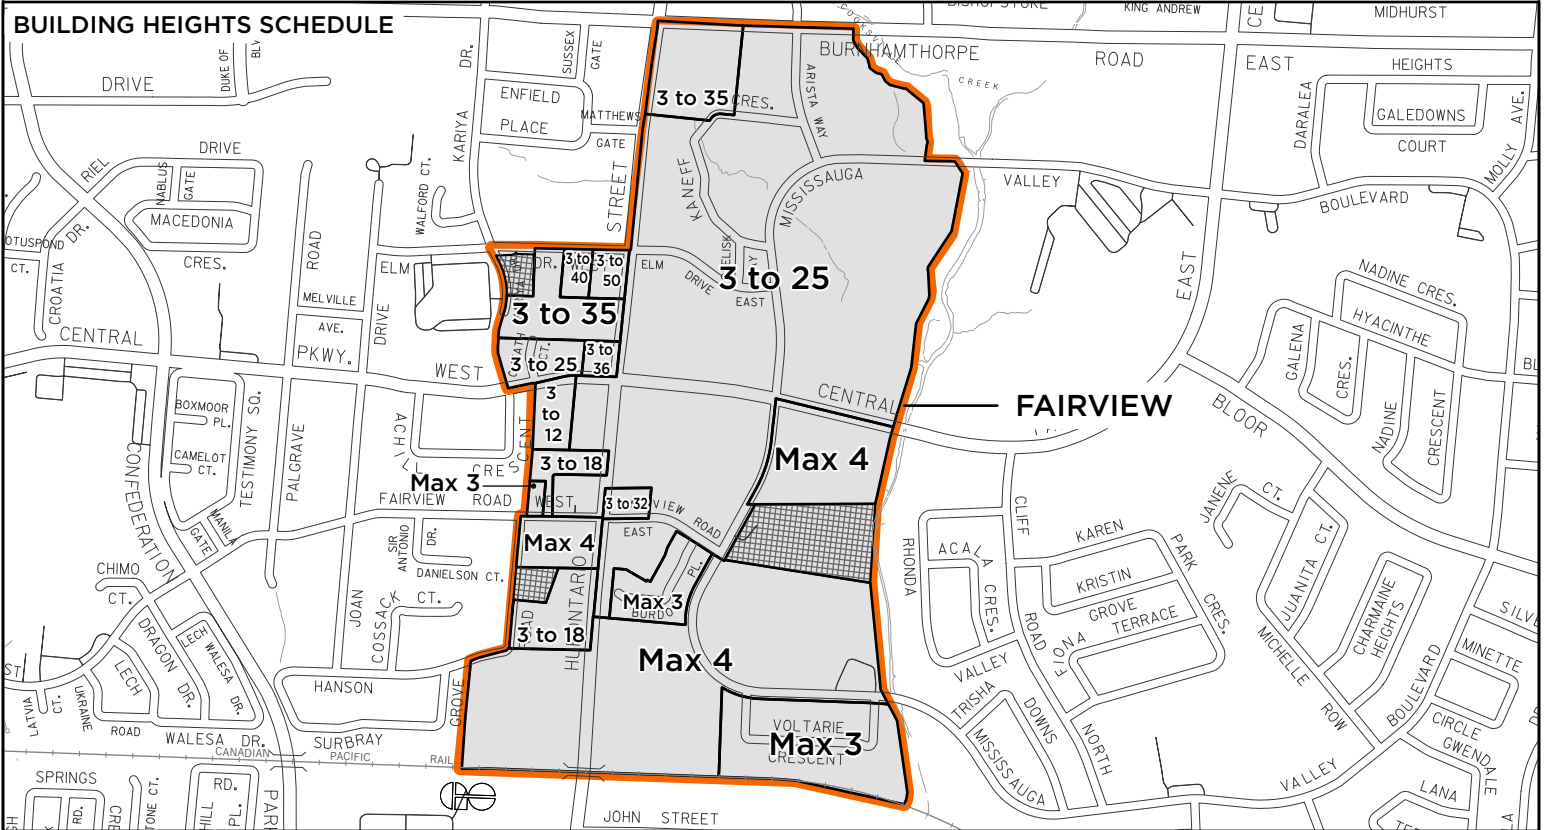 BUILDING HEIGHTS SCHEDULE
KING ANDREW
MIDHURST
BURNHAMTHORPE
ROAD
EAST
HEIGHTS
COOKSVILLE
CREEK
DRIVE
DUKE OF
KARIYA
DR.
SUSSEX
GATE
ENFIELD
PLACE
MATTHEWS
GATE
3 to 35
CRES.
ARISTA WAY
DARALEA
GALEDOWNS
COURT
MOLLY
AVE.
RIEL
DRIVE
NABLUS
GATE
MACEDONIA
CRES.
WALFORD CT.
STREET
KANEFF
MISSISSAUGA
VALLEY
BOULEVARD
CROATIA
DR.
CT.
ROAD
ELM
DR.
3 to
40
3 to
50
ELM
DRIVE
EAST
3 to 25
EAST
NADINE CRES.
HYACINTHE
MELVILLE
AVE.
DRIVE
3 to 35
CENTRAL
PKWY.
WEST
3 to 25
CT.
3 to
36
CENTRAL
FAIRVIEW
GALENA
CRES.
NADINE
CRESCENT
BLOOR
BOXMOOR
PL.
TESTIMONY SQ.
PALGRAVE
CAMELOT
CT.
ACHILL
CRESCENT
3
to
12
3 to 18
Max 4
Max 3
FAIRVIEW
ROAD
WEST
3 to 32
VIEW
ROAD
EAST
CONFEDERATION
MANILA
GATE
SIR
ANTONIO
DR.
DANIELSON CT.
Max 4
CLIFF
ROAD
JANENE
CT.
KAREN
PARK
CRES.
CHIMO
CT.
JOAN
COSSACK
CT.
HURONTARIO
PL.
Max 3
RHONDA
ACALA
CRES.
KRISTIN
GROVE
TERRACE
FIONA
JUANITA CT.
CHARMAINE
HEIGHTS
DRAGON DR.
LECH WALESA DR.
LECH
3 to 18
Max 4
VALLEY
MICHELLE
ROW
BOULEVARD
MINETTE
LATVIA
CT.
UKRAINE
ROAD
WALESA DR.
HANSON
GROVE
SURBRAY
CANADIAN
PACIFIC
RAIL
VOLTARIE
CRESCENT
Max 3
TRISHA
DOWNS
NORTH
MISSISSAUGA
VALLEY
CIRCLE
GWENDALE
LANA
SPRINGS
RD.
RD.
HILL
PL.
JOHN STREET